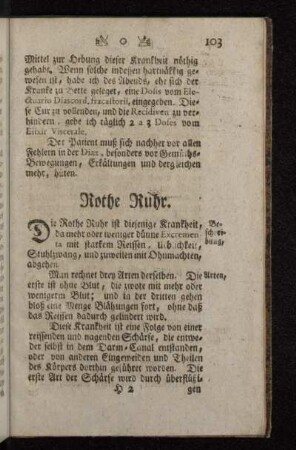 103
Mittel zur Hebung dieser Krankheit nöthig
gehabt. Wenn solche indessen hartnäkkig ge-
wesen ist, habe ich des Abends, ehe sich der
Kranke zu Bette geleget, eine Dosis vom Ele-
ctuario Diascord. fracastorii, eingegeben. Die-
se Cur zu vollenden, und die Recidiven zu ver-
hindern, gebe ich täglich 2 a 3 Doses vom
Elixir Viscerale.
Der Patient muß sich nachher vor allen
Fehlern in der Diät, besonders vor Gemüths-
Bewegungen, Erkältungen und dergleichen
mehr, hüten.
Rothe Ruhr.
Die Rothe Ruhr ist diejenige Krankheit, Be-
da mehr oder weniger dünne Excremen- schrei-
ta mit starkem Reissen, Üblichkeit, bung,
Stuhlzwang, und zuweilen mit Ohnmachten,
abgehen.
Man rechnet drey Arten derselben. Die Arten,
erste ist ohne Blut, die zwote mit mehr oder
wenigerm Blut; und in der dritten gehen
bloß eine Menge Blähungen fort, ohne daß
das Reissen dadurch gelindert wird.
Diese Krankheit ist eine Folge von einer
reissenden und nagenden Schärfe, die entwe-
der selbst in dem Darm-Canal entstanden,
oder von anderen Eingeweiden und Theilen
des Körpers dorthin geführet worden. Die
erste Art der Schärfe wird durch überflüßi-
H 2 gen